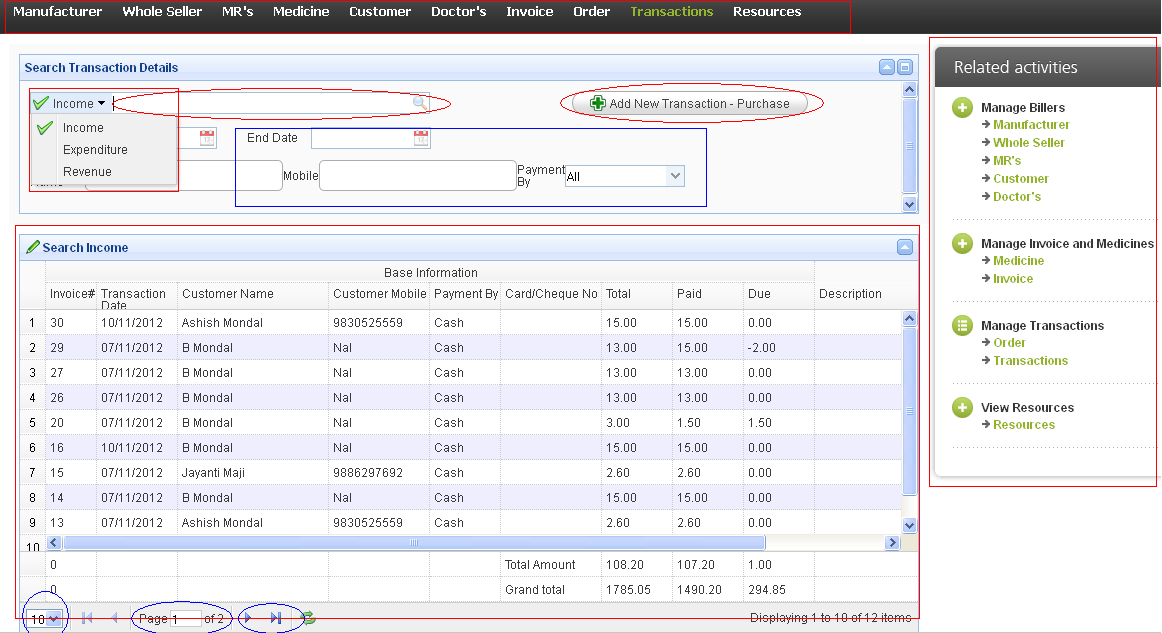 Manufacturer Whole Seller MR's Medicine Customer Doctor's Invoice Order Transactions Resources
Search Transaction Details
Income
Add New Transaction - Purchase
Income
Expenditure
Revenue
End Date
Mobile
Payment By
All
Search Income
Base Information
Invoice# Transaction Date Customer Name Customer Mobile Payment By Card/Cheque No Total Paid Due Description
1 30 10/11/2012 Ashish Mondal 9830525559 Cash 15.00 15.00 0.00
2 29 07/11/2012 B Mondal Nal Cash 13.00 15.00 -2.00
3 27 07/11/2012 B Mondal Nal Cash 13.00 13.00 0.00
4 26 07/11/2012 B Mondal Nal Cash 13.00 13.00 0.00
5 20 07/11/2012 B Mondal Nal Cash 3.00 1.50 1.50
6 16 10/11/2012 B Mondal Nal Cash 15.00 15.00 0.00
7 15 07/11/2012 Jayanti Maji 9886297692 Cash 2.60 2.60 0.00
8 14 07/11/2012 B Mondal Nal Cash 15.00 15.00 0.00
9 13 07/11/2012 Ashish Mondal 9830525559 Cash 2.60 2.60 0.00
10
0 Total Amount 108.20 107.20 1.00
0 Grand total 1785.05 1490.20 294.85
10 Page 1 of 2 Displaying 1 to 10 of 12 items
Related activities
Manage Billers
Manufacturer
Whole Seller
MR's
Customer
Doctor's
Manage Invoice and Medicines
Medicine
Invoice
Manage Transactions
Order
Transactions
View Resources
Resources